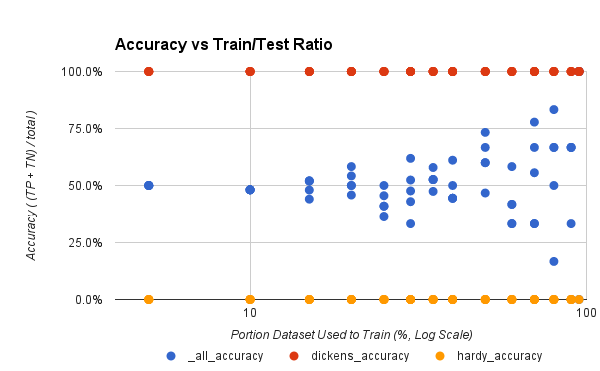 Accuracy vs Train/Test Ratio
Accuracy ( (TP + TN) / total )
100.0%
75.0%
50.0%
25.0%
0.0%
10
100
Portion Dataset Used to Train (%, Log Scale)
_all_accuracy
dickens_accuracy
hardy_accuracy